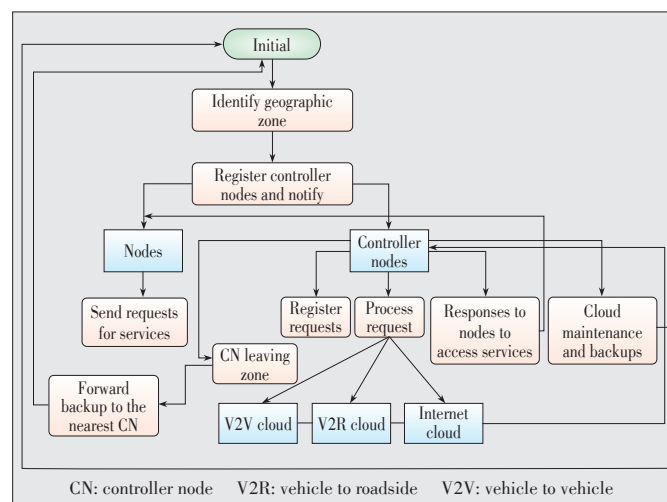 Initial
Identify geographic
zone
Register controller
nodes and notify
Nodes
Controller
nodes
Send requests
for services
Register
requests
Process
request
Responses to
nodes to
access services
Cloud
maintenance
and backups
CN leaving
zone
Forward
backup to the
nearest CN
V2V cloud
V2R cloud
Internet
cloud
CN: controller node V2R: vehicle to roadside V2V: vehicle to vehicle